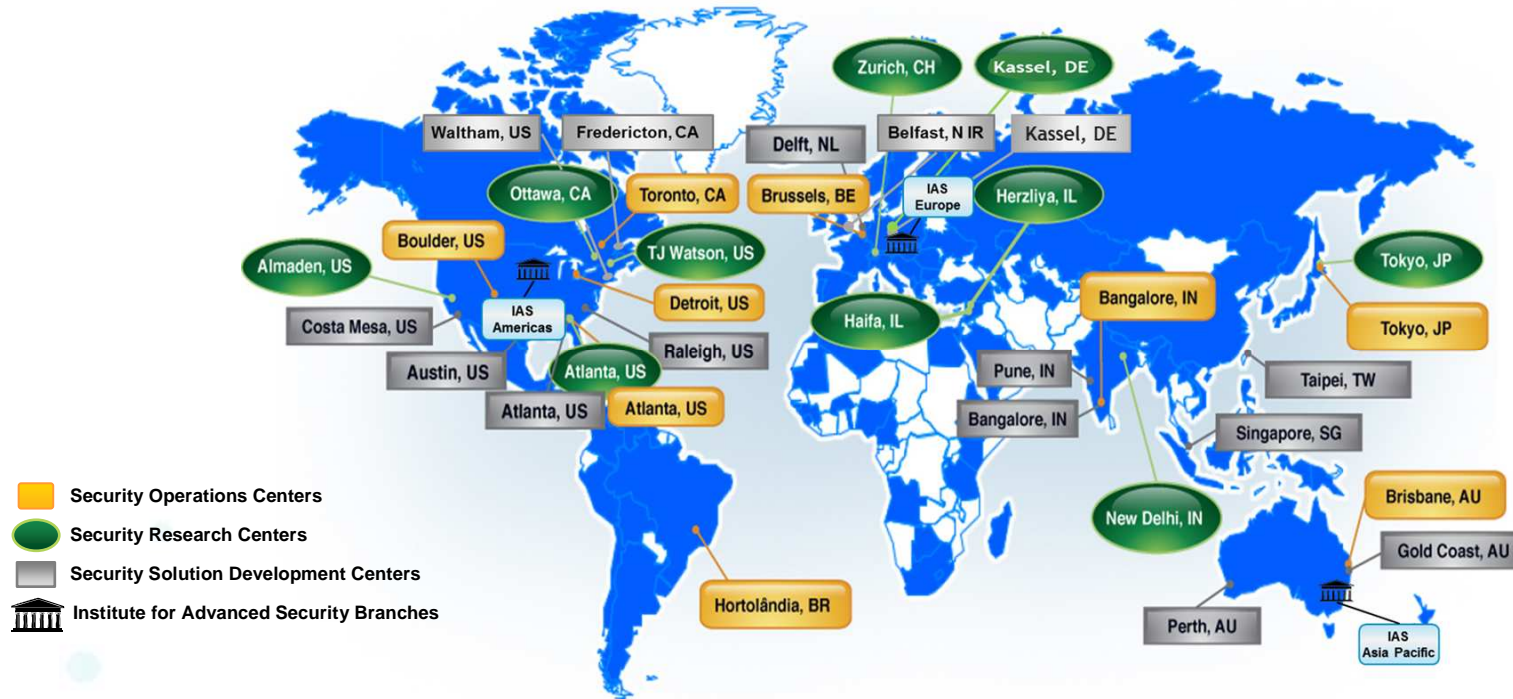 Zurich, CH
Kassel, DE
Waltham, US
Fredericton, CA
Delft, NL
Belfast, N IR
Kassel, DE
Ottawa, CA
Toronto, CA
Brussels, BE
IAS
Europe
Herzliya, IL
Boulder, US
TJ Watson, US
Almaden, US
Tokyo, JP
Detroit, US
Bangalore, IN
IAS
Americas
Costa Mesa, US
Haifa, IL
Tokyo, JP
Raleigh, US
Austin, US
Atlanta, US
Pune, IN
Taipei, TW
Atlanta, US
Atlanta, US
Bangalore, IN
Singapore, SG
Security Operations Centers
Brisbane, AU
Security Research Centers
New Delhi, IN
Gold Coast, AU
Security Solution Development Centers
Institute for Advanced Security Branches
Hortolândia, BR
Perth, AU
IAS
Asia Pacific